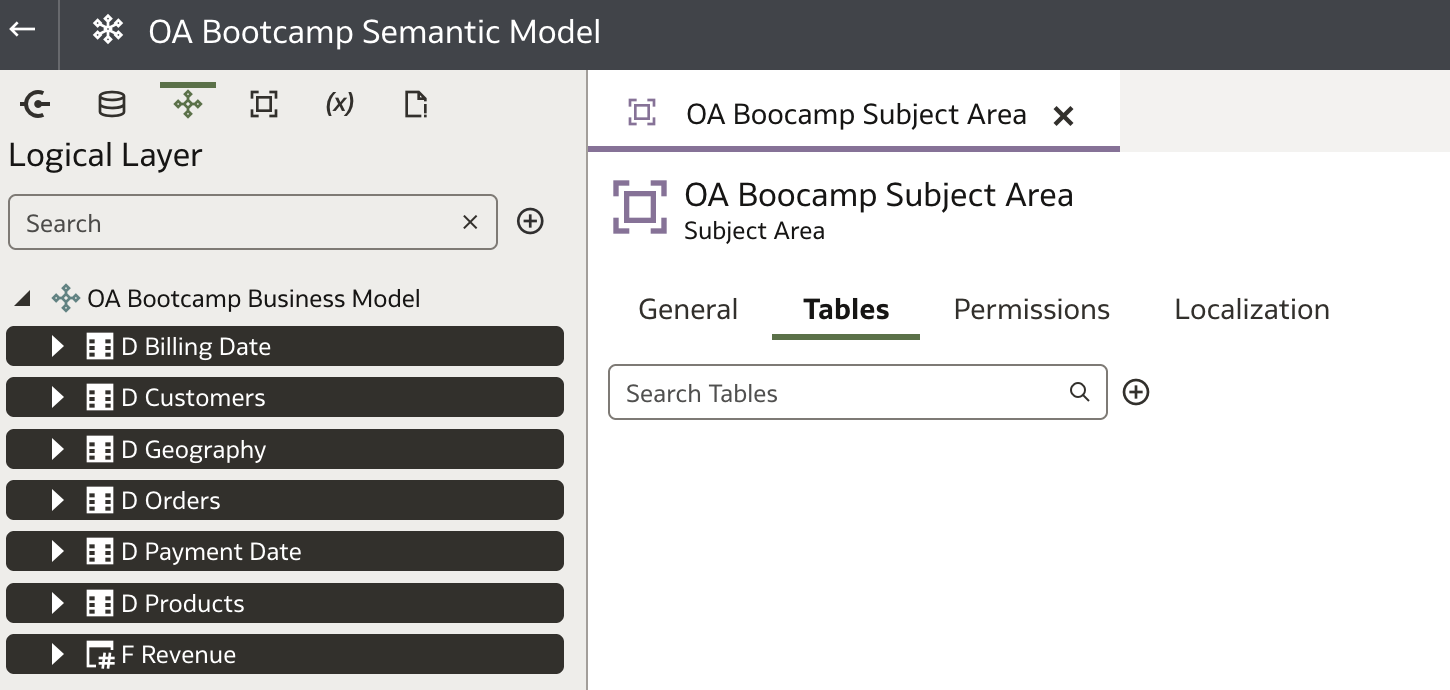 OA Bootcamp Semantic Model
(x)
Logical Layer
Search
OA Bootcamp Business Model
D Billing Date
D Customers
D Geography
D Orders
D Payment Date
D Products
F Revenue
OA Boocamp Subject Area
OA Boocamp Subject Area
Subject Area
General Tables Permissions Localization
Search Tables